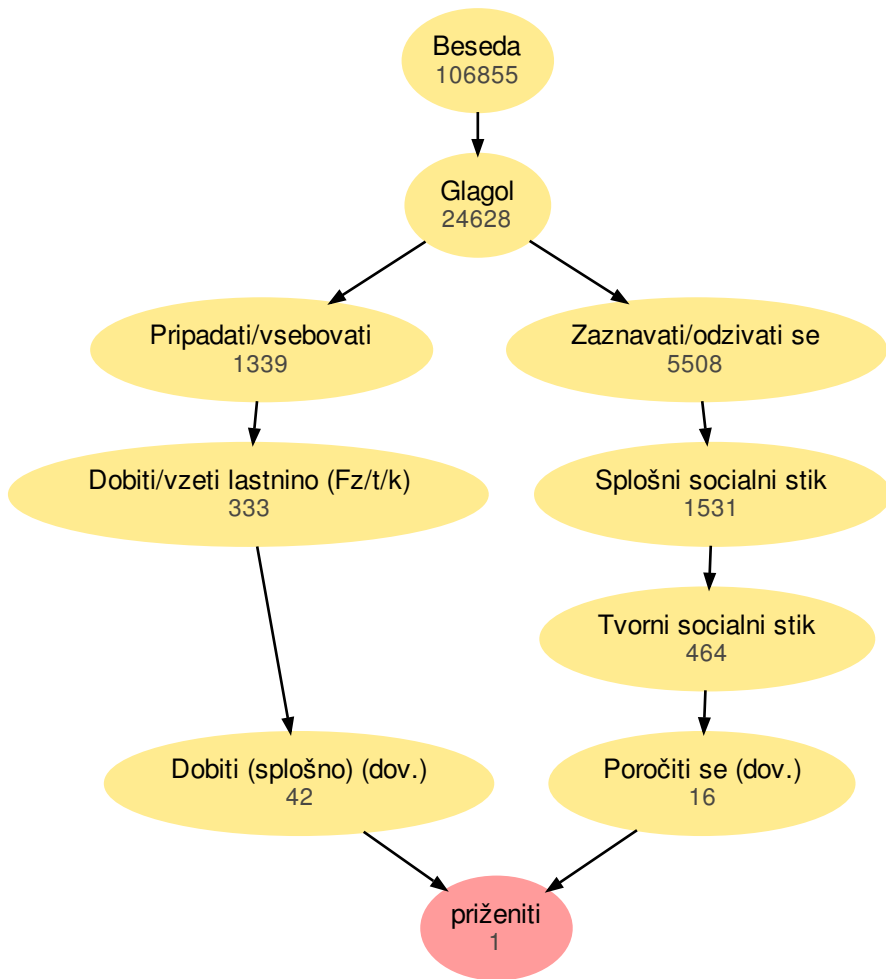 Beseda
106855
Glagol
24628
Pripadati/vsebovati
1339
Zaznavati/odzivati se
5508
Dobiti/vzeti lastnino (Fz/t/k)
333
Splošni socialni stik
1531
Tvorni socialni stik
464
Dobiti (splošno) (dov.)
42
Poročiti se (dov.)
16
priženiti
1